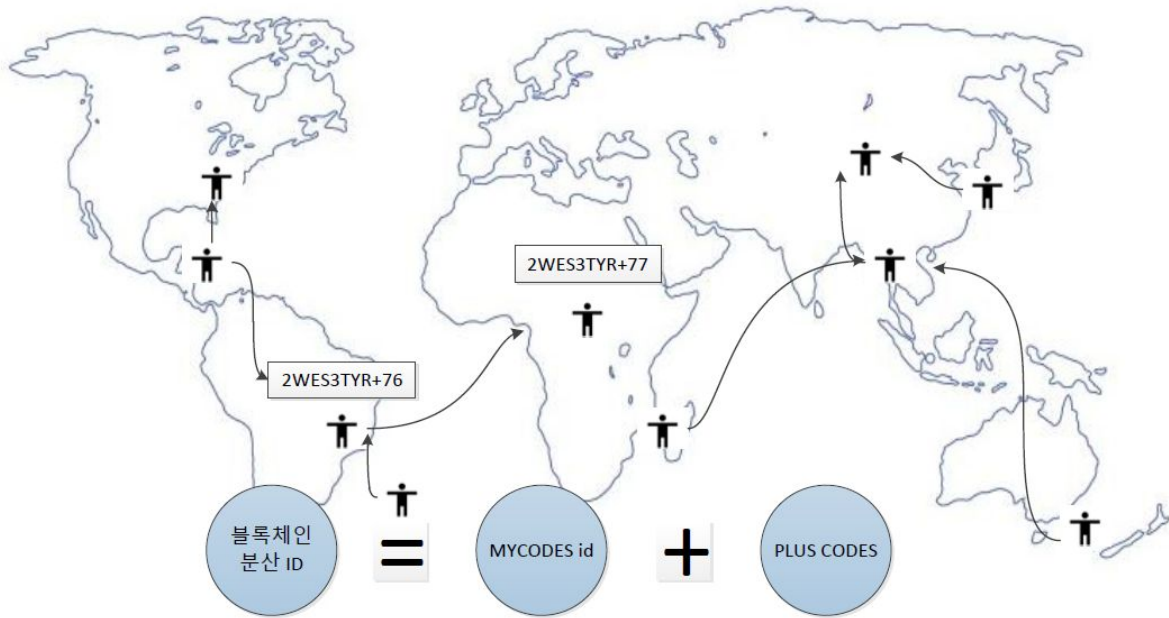 2WES3TYR+77
2WES3TYR+76
블록체인
분산 ID
=
MYCODES id
+
PLUS CODES